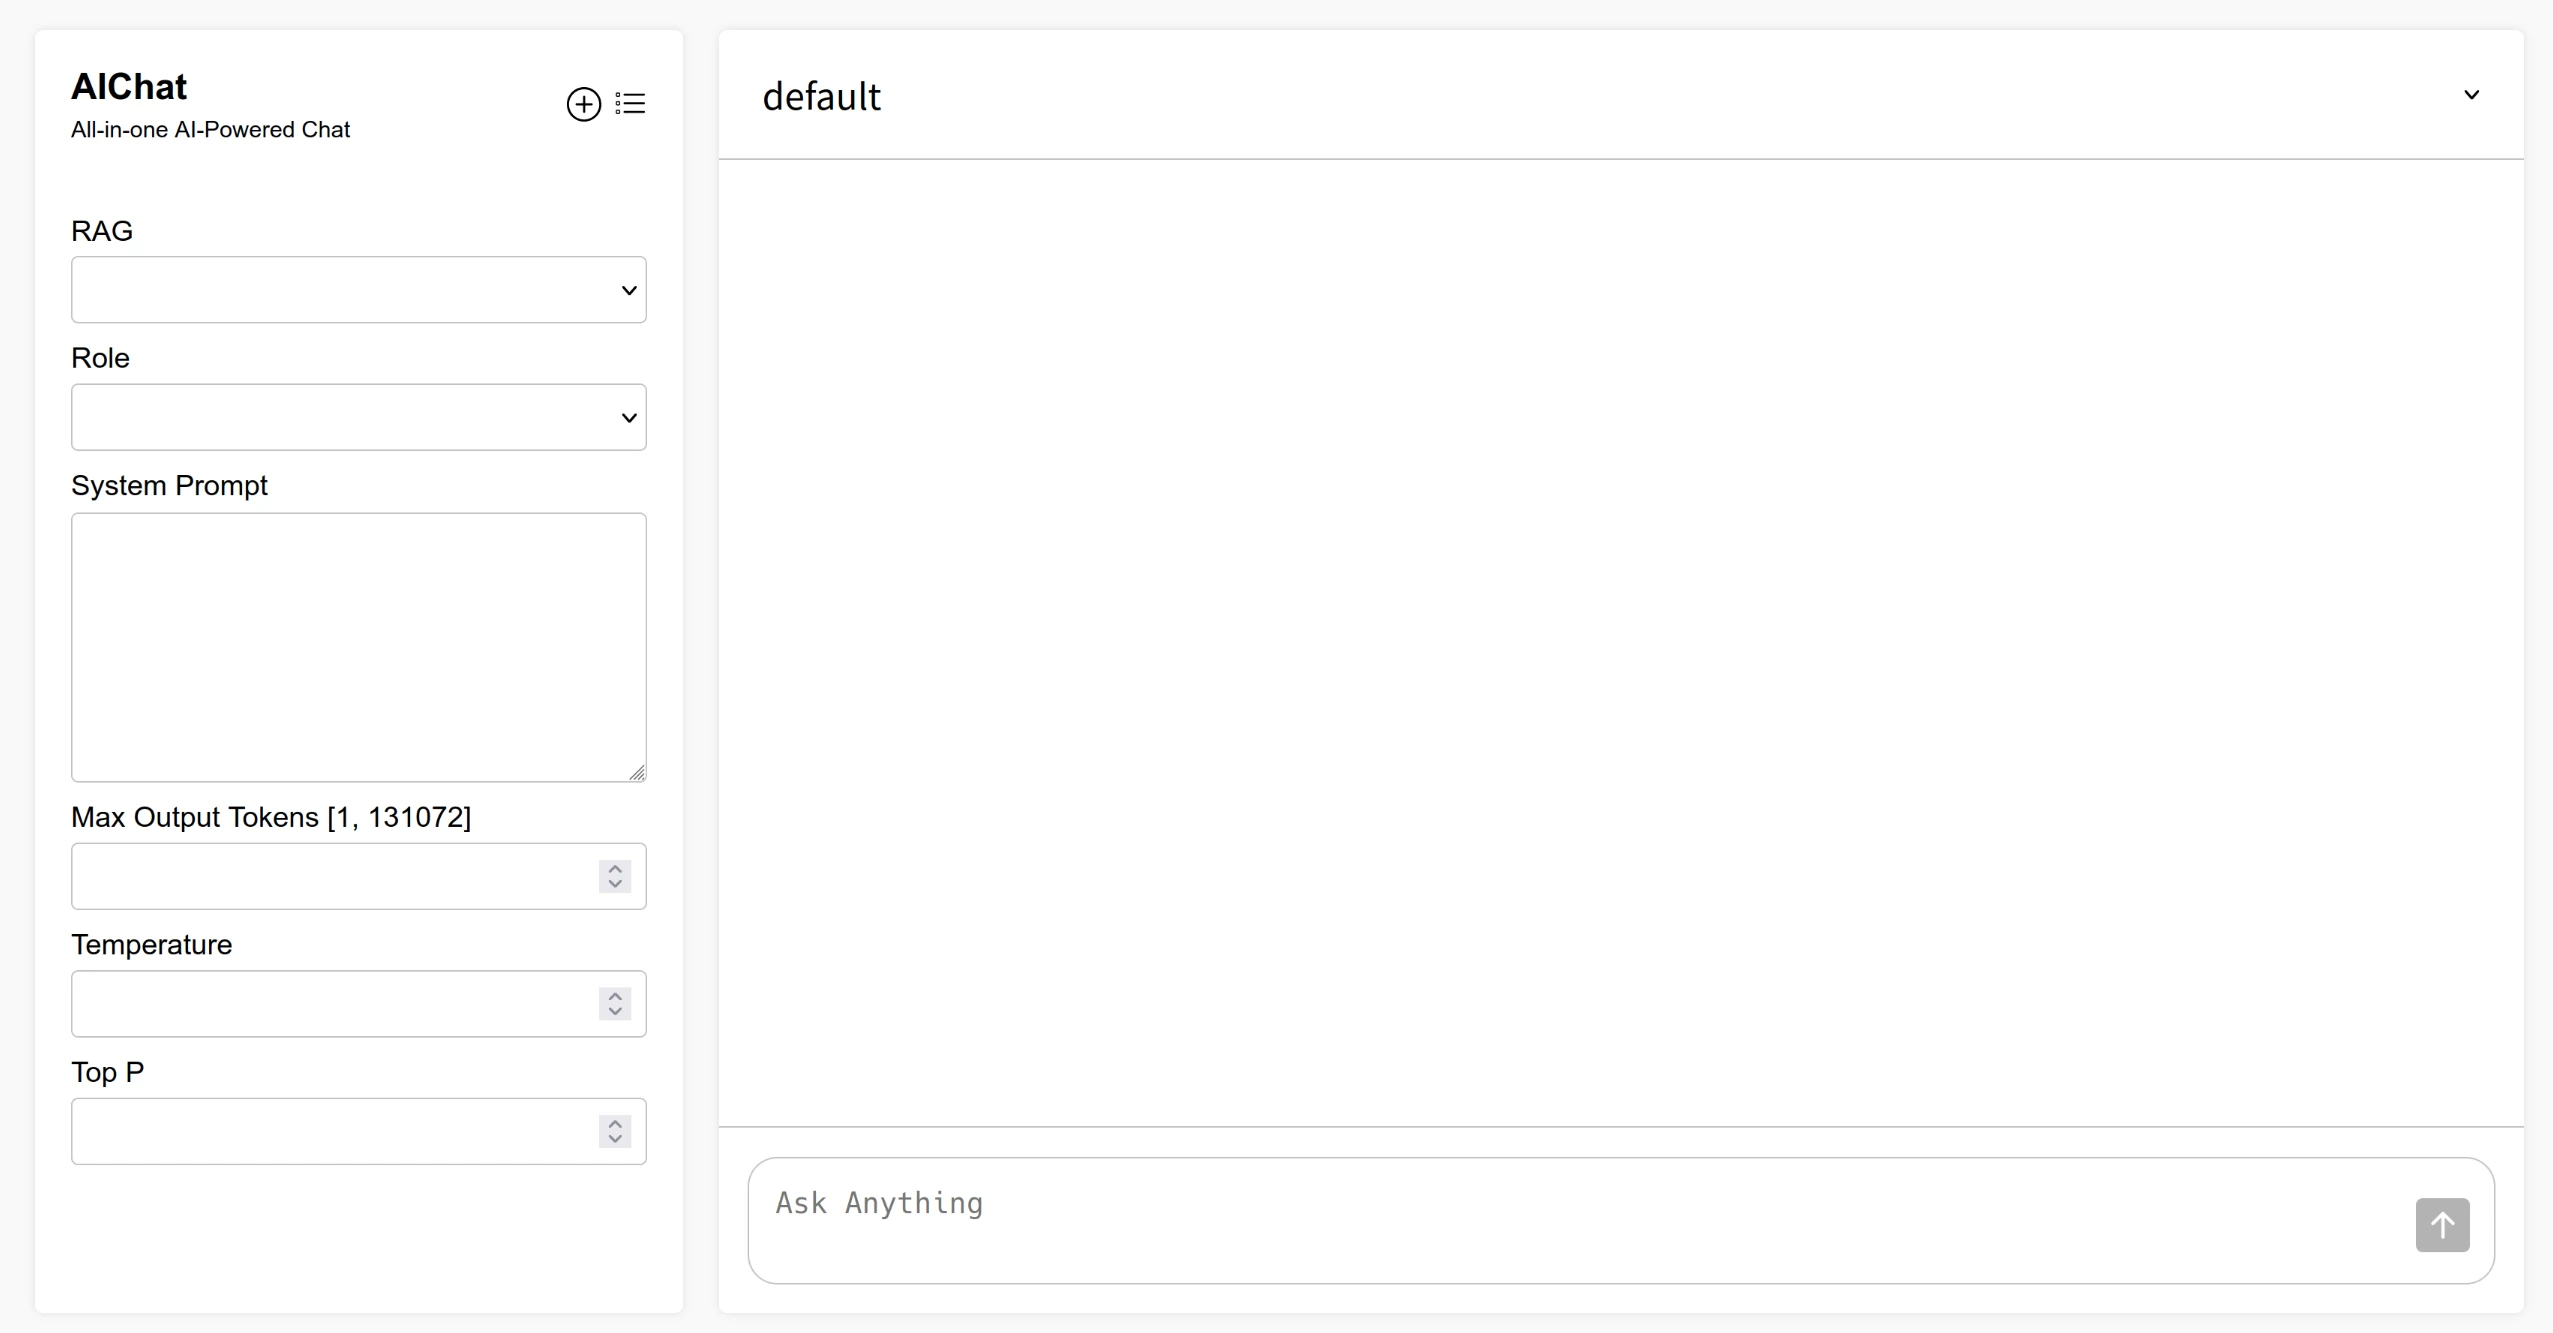 AIChat
All-in-one AI-Powered Chat
RAG
Role
System Prompt
Max Output Tokens [1, 131072]
Temperature
Top P
default
Ask Anything